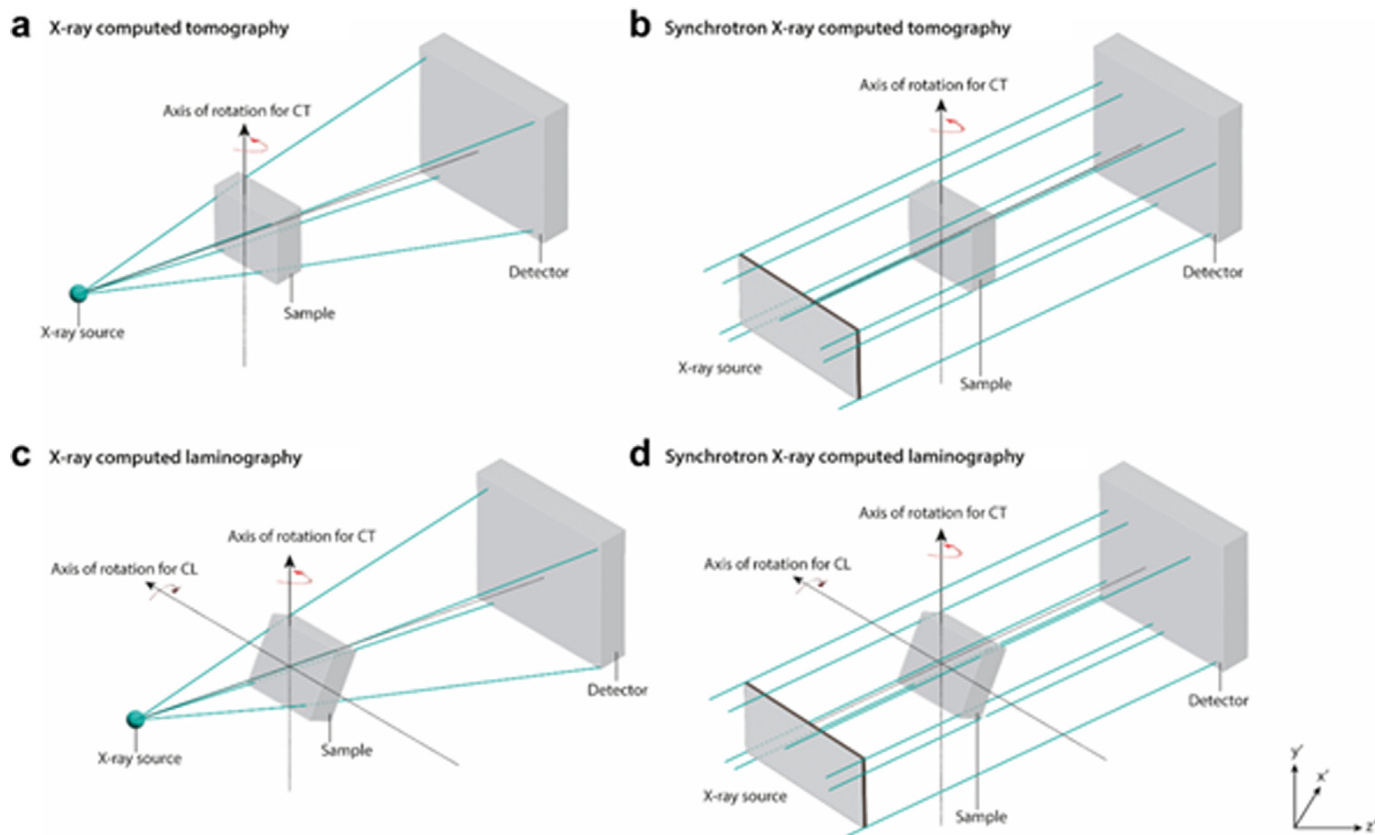 a X-ray computed tomography
Axis of rotation for CT
Detector
Sample
X-ray source
b Synchrotron X-ray computed tomography
Axis of rotation for CT
Detector
X-ray source
Sample
c X-ray computed laminography
Axis of rotation for CT
Axis of rotation for CL
Detector
Sample
X-ray source
d Synchrotron X-ray computed laminography
Axis of rotation for CT
Axis of rotation for CL
Detector
X-ray source
Sample
y'
x'
z'